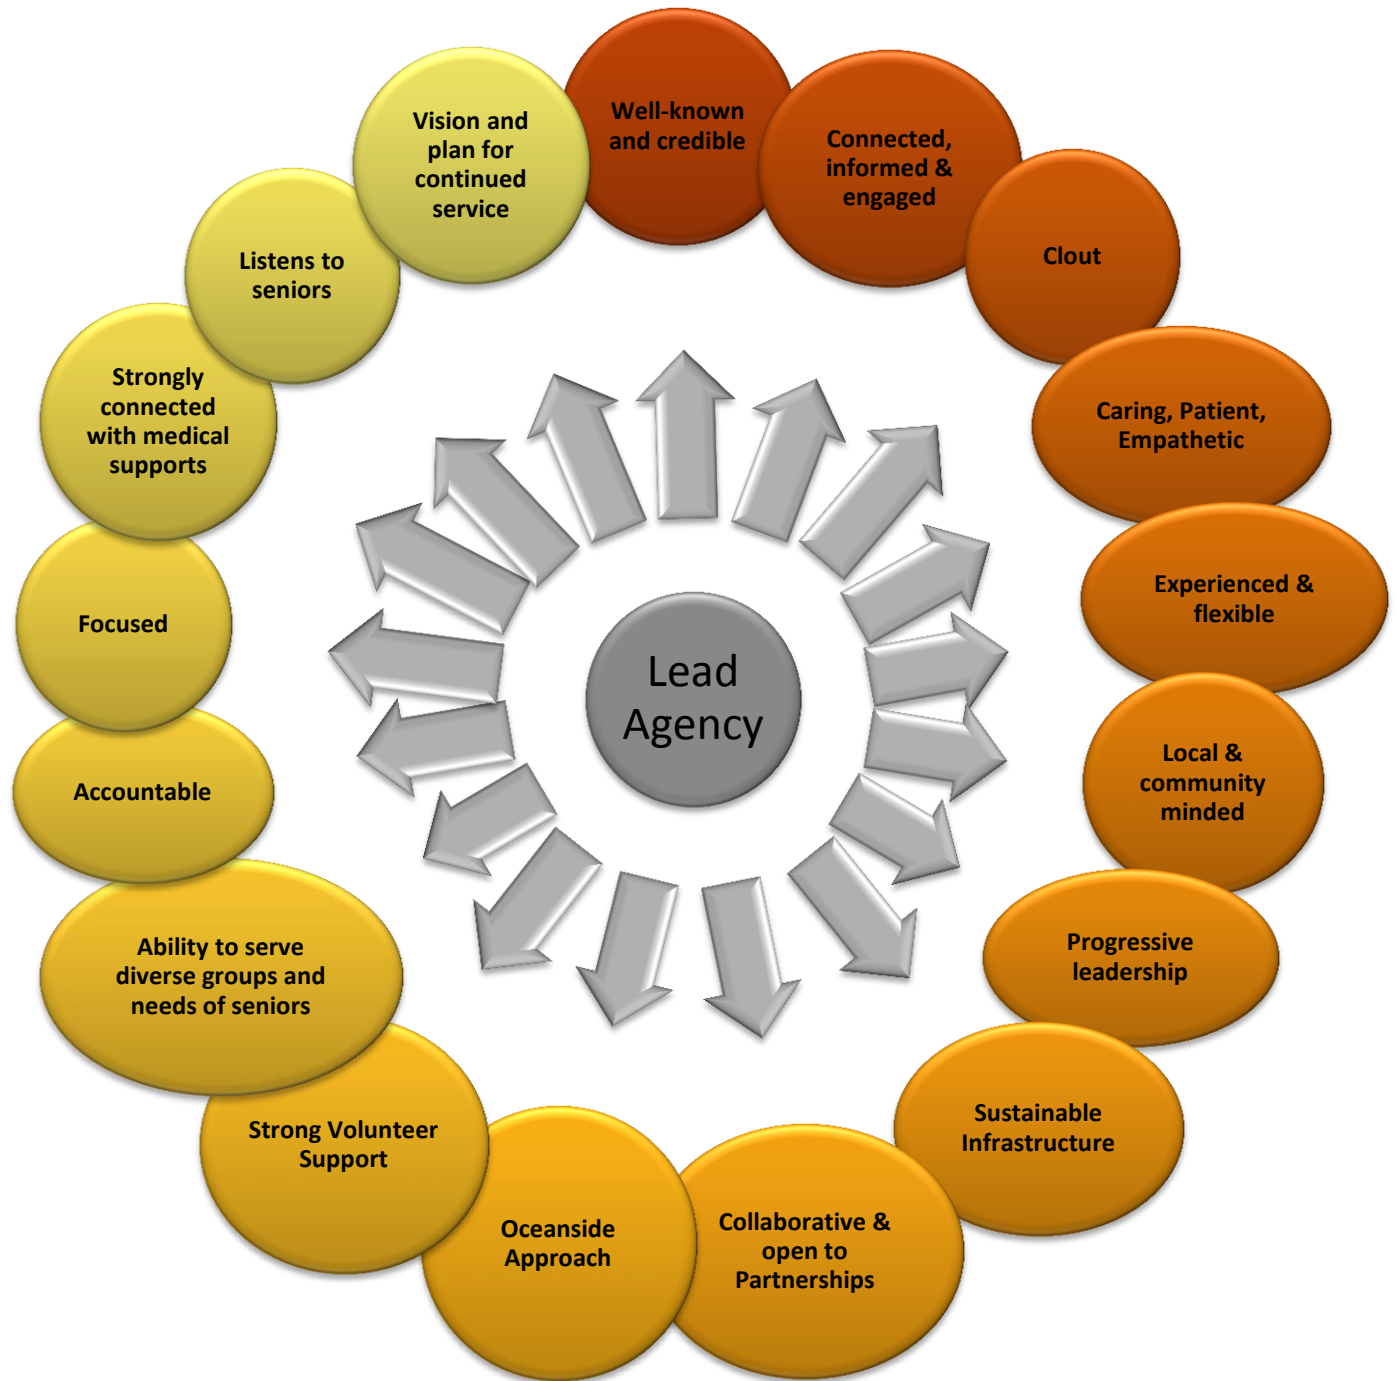 Well-known
and credible
Connected,
informed &
engaged
Clout
Caring, Patient,
Empathetic
Experienced &
flexible
Local &
community
minded
Progressive
leadership
Sustainable
Infrastructure
Collaborative &
open to
Partnerships
Oceanside
Approach
Strong Volunteer
Support
Ability to serve
diverse groups and
needs of seniors
Accountable
Focused
Strongly
connected
with medical
supports
Listens to
seniors
Vision and
plan for
continued
service
Lead
Agency